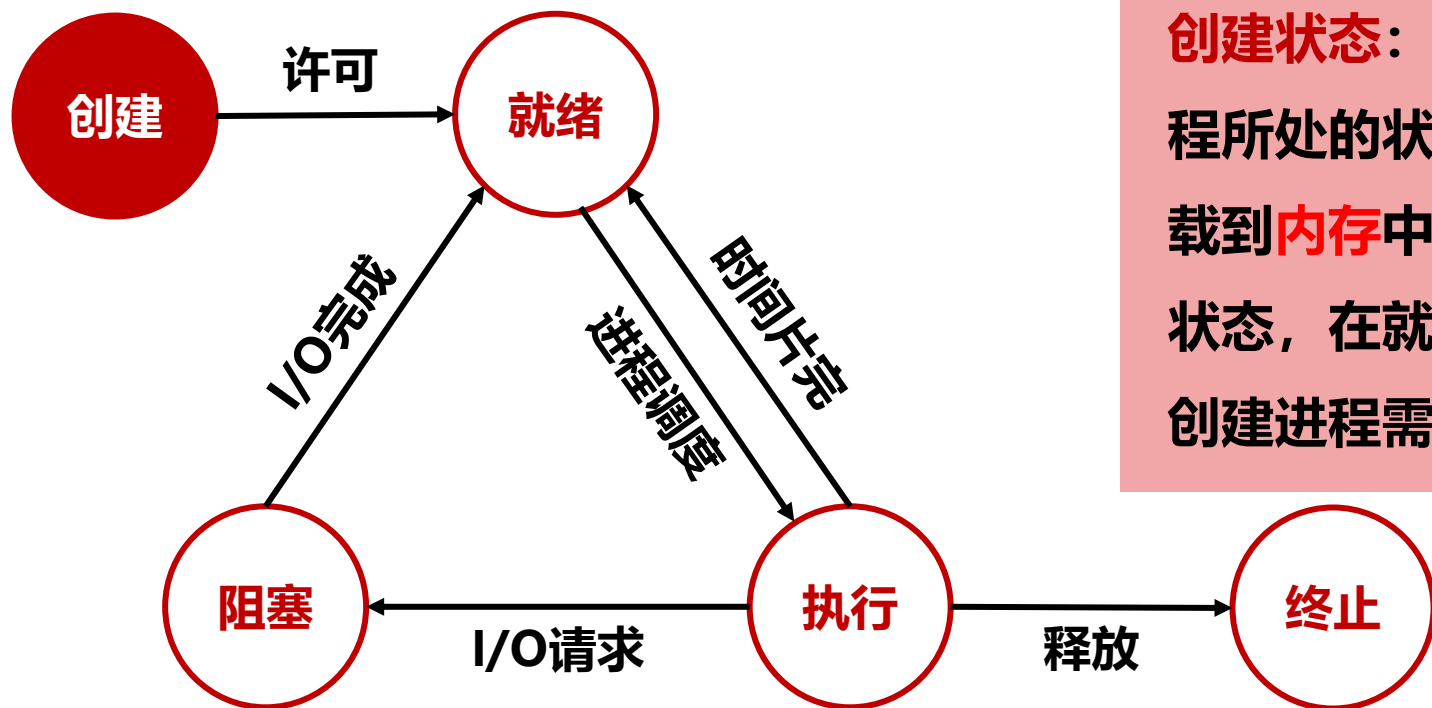 创建
许可
就绪
创建状态：
程所处的状
载到内存中
状态，在就
创建进程需
I/O完成
进程调度
时间片完
阻塞
I/O请求
执行
释放
终止